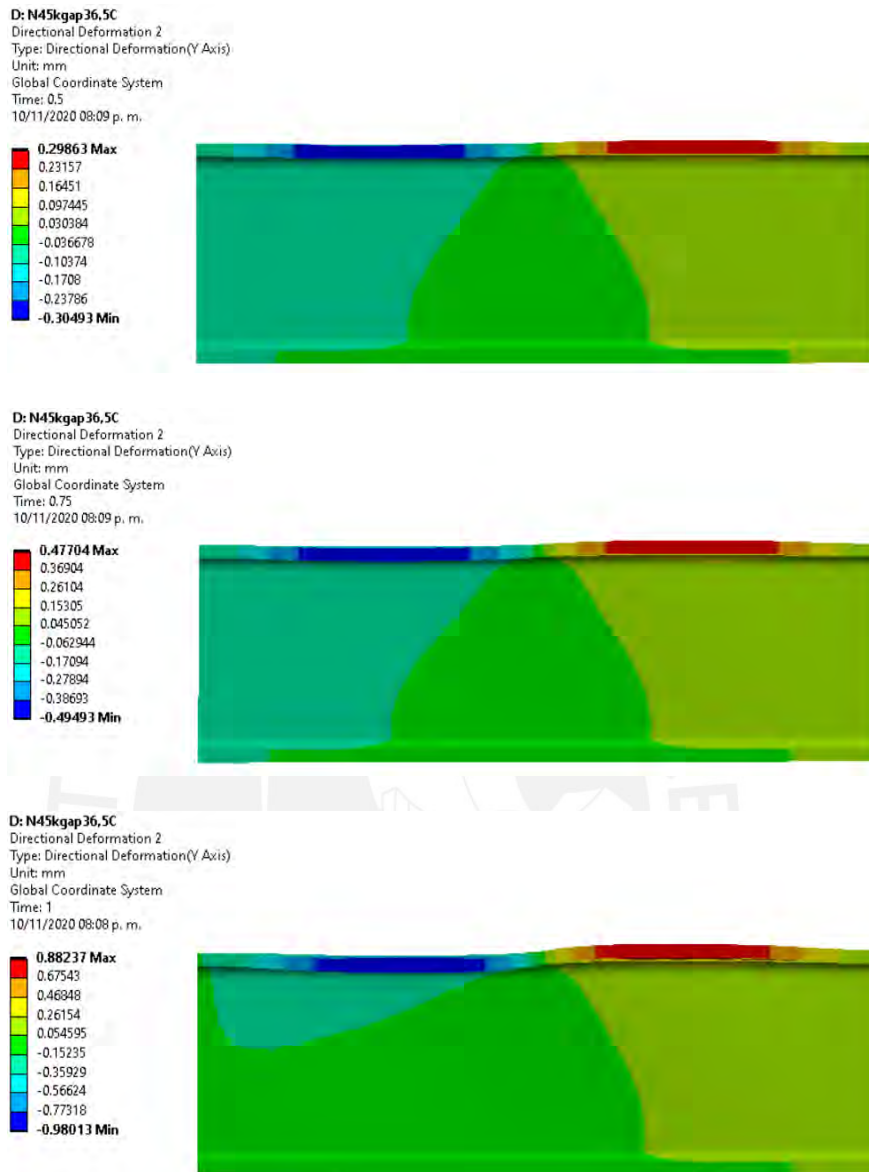 D: N45kgap36,5C
Directional Deformation 2
Type: Directional Deformation(Y Axis)
Unit: mm
Global Coordinate System
Time: 0.5
10/11/2020 08:09 p. m.
0.29863 Max
0.23157
0.16451
0.097445
0.030384
-0.036678
-0.10374
-0.1708
-0.23786
-0.30493 Min
D: N45kgap36,5C
Directional Deformation 2
Type: Directional Deformation(Y Axis)
Unit: mm
Global Coordinate System
Time: 0.75
10/11/2020 08:09 p. m.
0.47704 Max
0.36904
0.26104
0.15305
0.045052
-0.062944
-0.17094
-0.27894
-0.38693
-0.49493 Min
D: N45kgap36,5C
Directional Deformation 2
Type: Directional Deformation(Y Axis)
Unit: mm
Global Coordinate System
Time: 1
10/11/2020 08:08 p. m.
0.88237 Max
0.67543
0.46848
0.26154
0.054595
-0.15235
-0.35929
-0.56624
-0.77318
-0.98013 Min